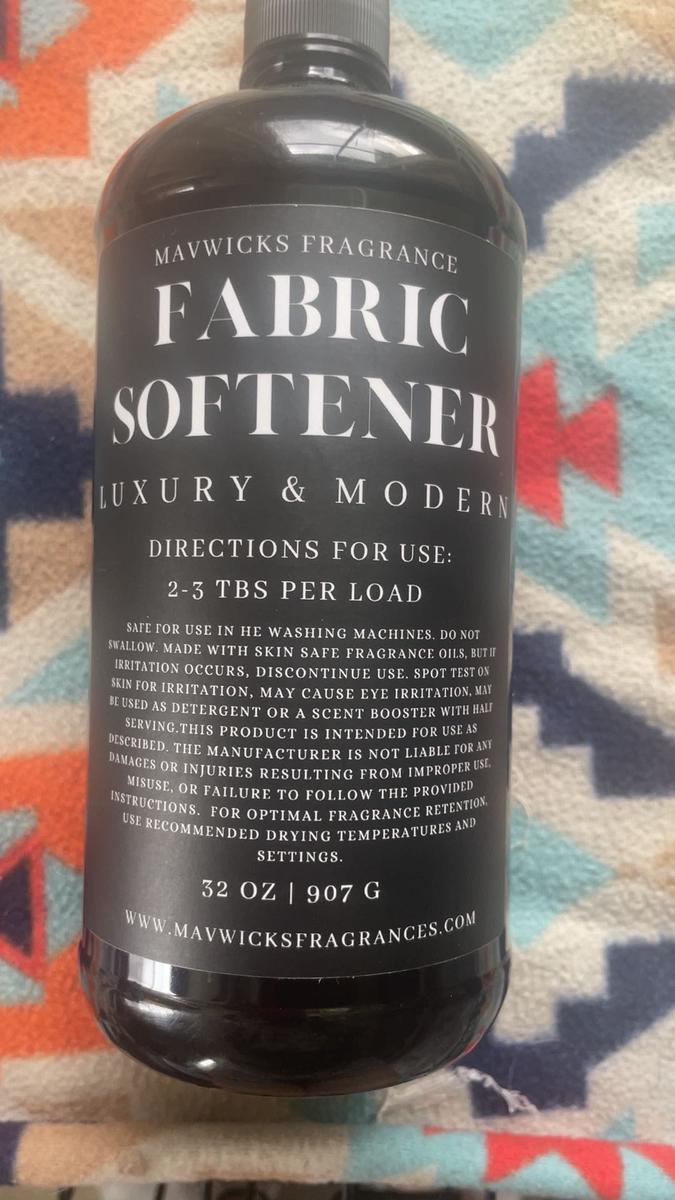 MAVWICKS FRAGRANCE
FABRIC
SOFTENER
LUXURY & MODERN
DIRECTIONS FOR USE:
2-3 TBS PER LOAD
SAFE FOR USE IN HE WASHING MACHINES. DO NOT
SWALLOW. MADE WITH SKIN SAFE FRAGRANCE OILS, BUT IF
IRRITATION OCCURS, DISCONTINUE USE. SPOT TEST ON
SKIN FOR IRRITATION, MAY CAUSE EYE IRRITATION, MAY
BE USED AS DETERGENT OR A SCENT BOOSTER WITH HALF
SERVING.THIS PRODUCT IS INTENDED FOR USE AS
DESCRIBED. THE MANUFACTURER IS NOT LIABLE FOR ANY
DAMAGES OR INJURIES RESULTING FROM IMPROPER USE,
MISUSE, OR FAILURE TO FOLLOW THE PROVIDED
INSTRUCTIONS. FOR OPTIMAL FRAGRANCE RETENTION,
USE RECOMMENDED DRYING TEMPERATURES AND
SETTINGS.
32 OZ | 907 G
WWW.MAVWICKSFRAGRANCES.COM